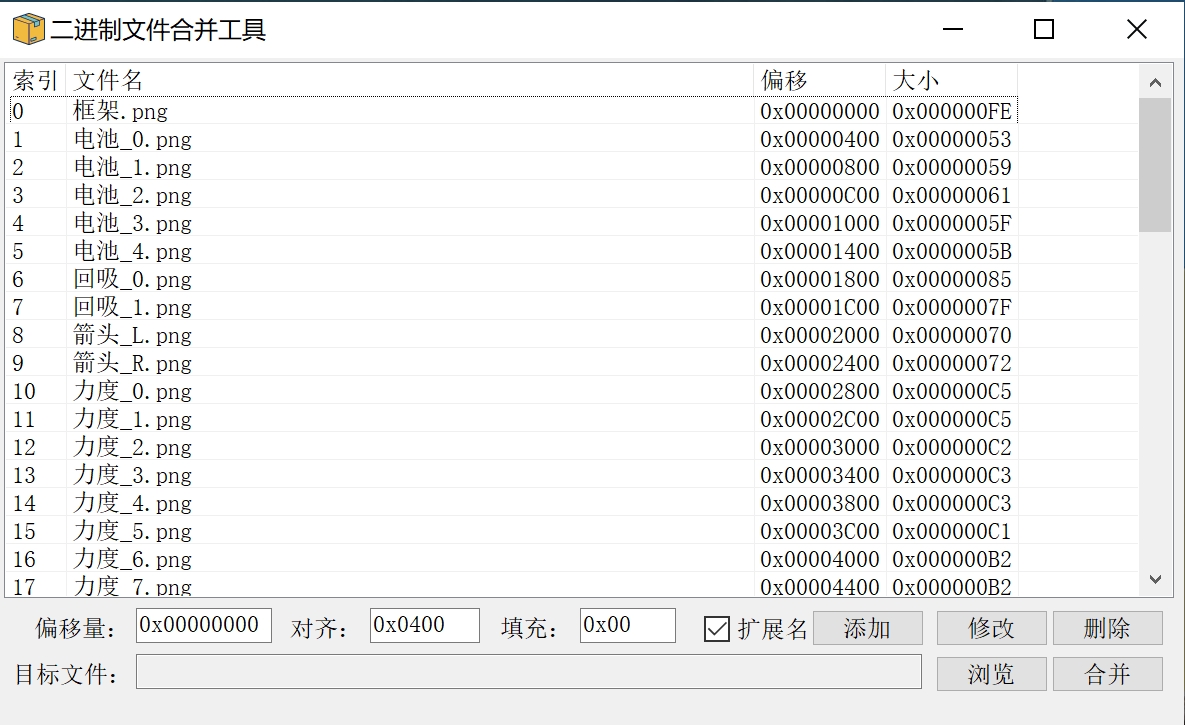 二进制文件合并工具
索引 文件名 偏移 大小
0 框架.png 0x00000000 0x000000FE
1 电池_0.png 0x00000400 0x00000053
2 电池_1.png 0x00000800 0x00000059
3 电池_2.png 0x00000C00 0x00000061
4 电池_3.png 0x00001000 0x0000005F
5 电池_4.png 0x00001400 0x0000005B
6 回吸_0.png 0x00001800 0x00000085
7 回吸_1.png 0x00001C00 0x0000007F
8 箭头_L.png 0x00002000 0x00000070
9 箭头_R.png 0x00002400 0x00000072
10 力度_0.png 0x00002800 0x000000C5
11 力度_1.png 0x00002C00 0x000000C5
12 力度_2.png 0x00003000 0x000000C2
13 力度_3.png 0x00003400 0x000000C3
14 力度_4.png 0x00003800 0x000000C3
15 力度_5.png 0x00003C00 0x000000C1
16 力度_6.png 0x00004000 0x000000B2
17 力度_7.png 0x00004400 0x000000B2
偏移量： 0x00000000 对齐： 0x0400 填充： 0x00 扩展名 添加 修改 删除
目标文件： 浏览 合并